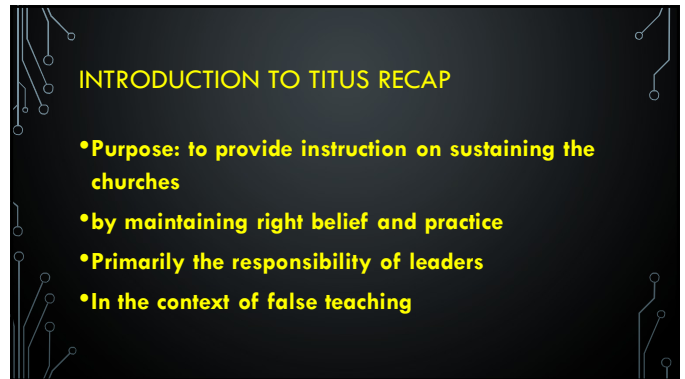 INTRODUCTION TO TITUS RECAP
•Purpose: to provide instruction on sustaining the
churches
•by maintaining right belief and practice
•Primarily the responsibility of leaders
•In the context of false teaching